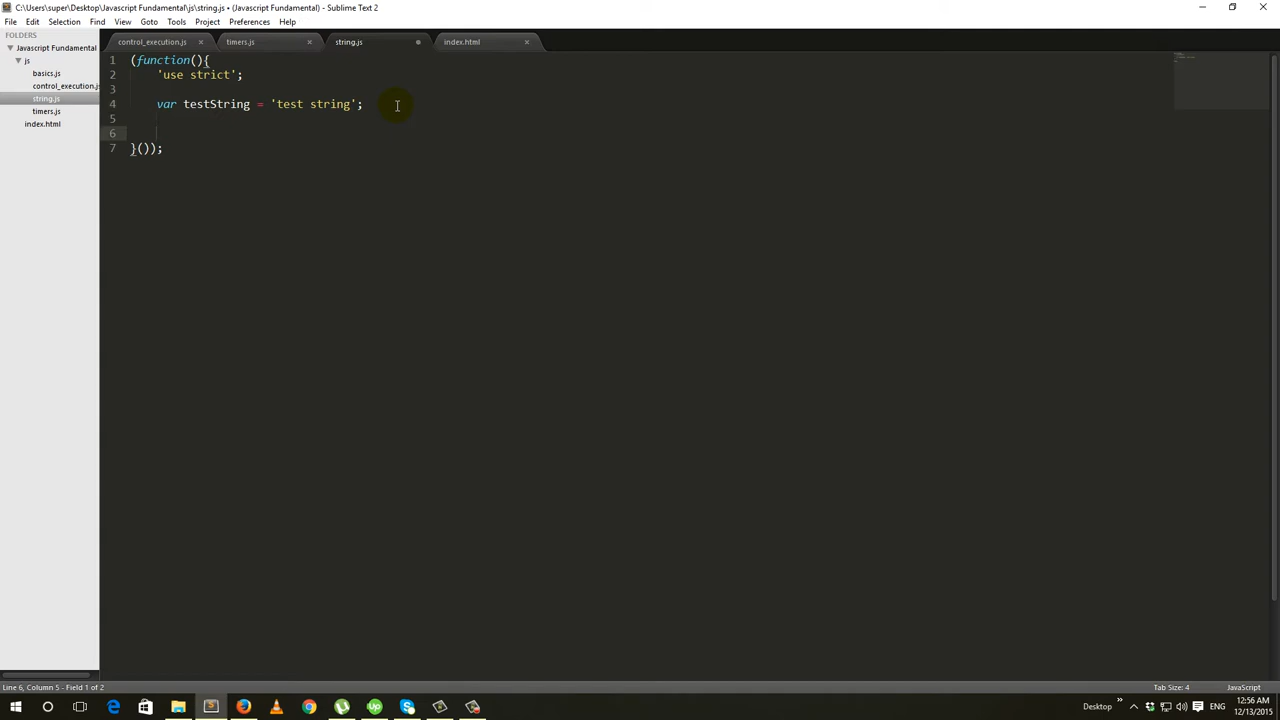 C:\Users\super\Desktop\Javascript Fundamental\js\string.js • (Javascript Fundamental) - Sublime Text 2
File Edit Selection Find View Goto Tools Project Preferences Help
FOLDERS
Javascript Fundamental
js
basics.js
control_execution.js
string.js
timers.js
index.html
control_execution.js × timers.js × string.js index.html ×
1 (function(){
2 'use strict';
3
4 var testString = 'test string';
5
6
7 }());
Line 6, Column 5 - Field 1 of 2
Tab Size: 4 JavaScript
Desktop » ENG
12:56 AM
12/13/2015